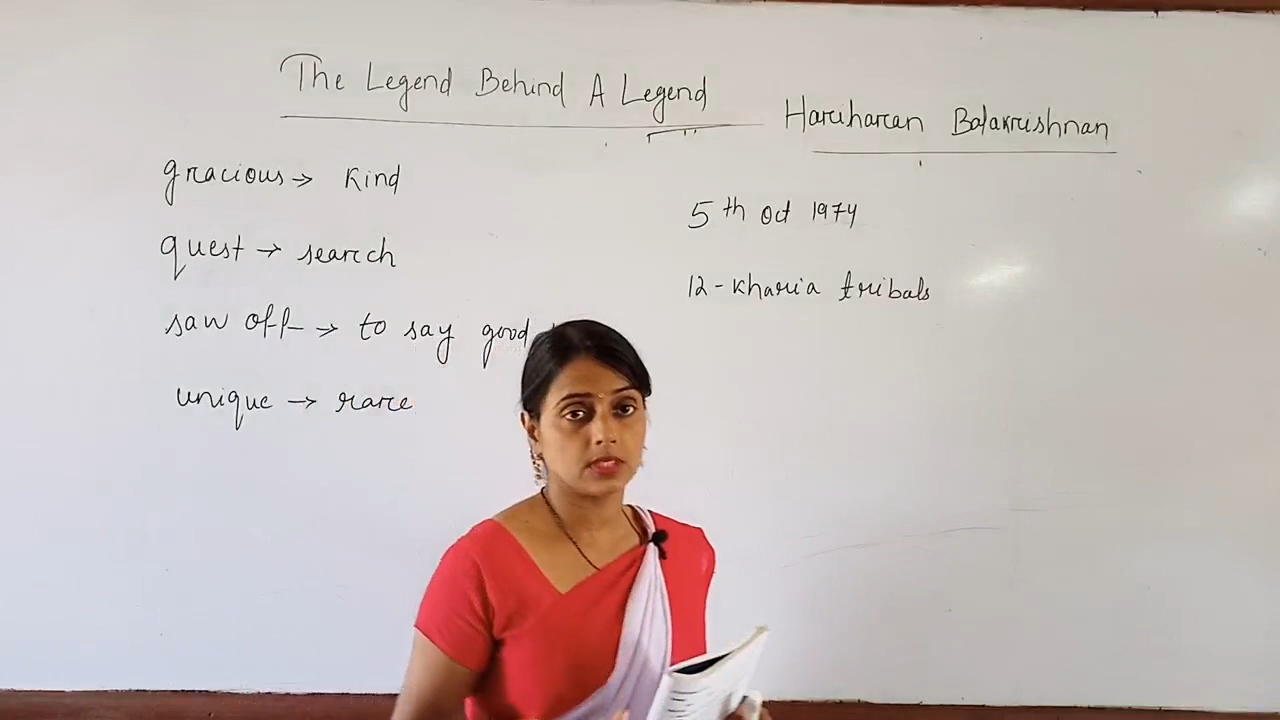 The Legend Behind A Legend
Hariharan Balakrishnan
gracious → kind
quest → search
saw off → to say good
unique → rare
5th Oct 1974
12 - Kharia tribals